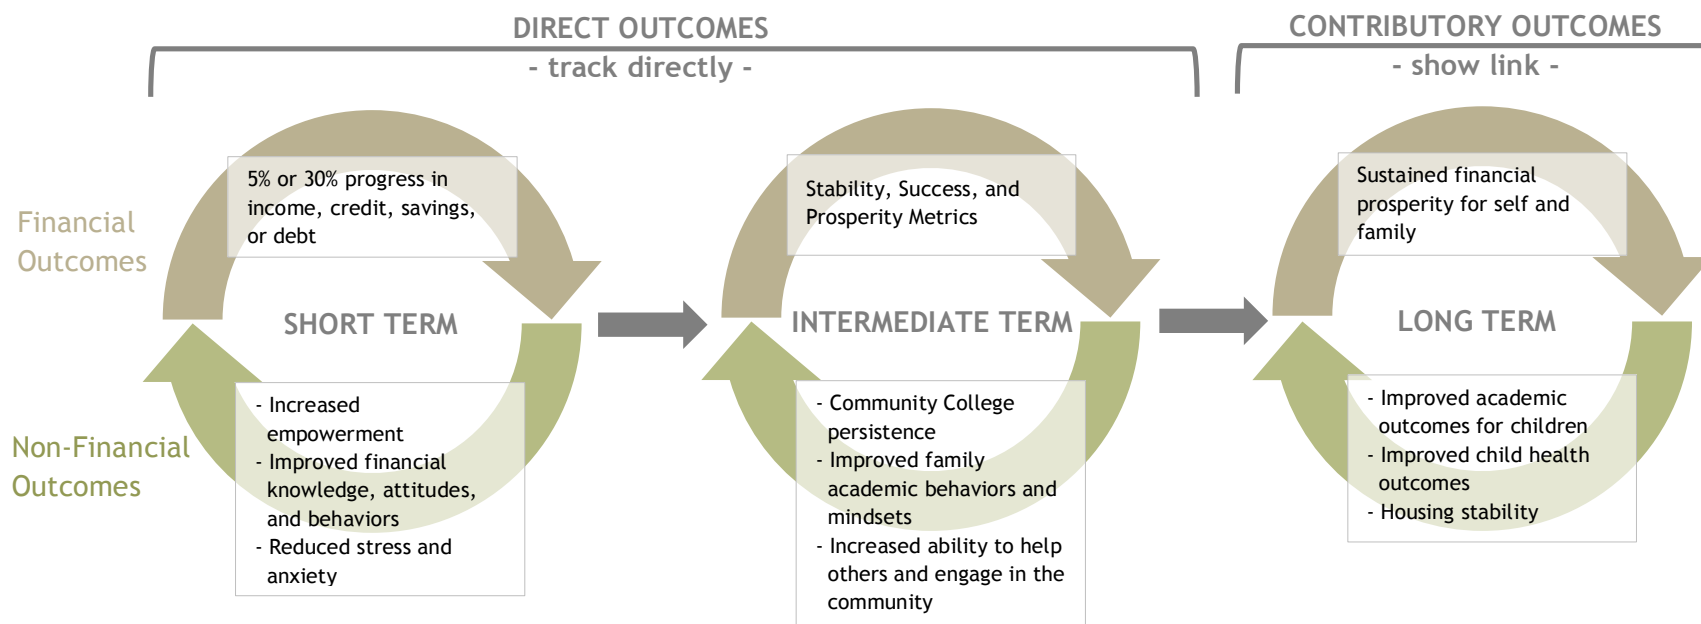 DIRECT OUTCOMES
- track directly -
CONTRIBUTORY OUTCOMES
- show link -
Financial
Outcomes
5% or 30% progress in
income, credit, savings,
or debt
Stability, Success, and
Prosperity Metrics
Sustained financial
prosperity for self and
family
SHORT TERM
INTERMEDIATE TERM
LONG TERM
Non-Financial
Outcomes
- Increased
empowerment
- Improved financial
knowledge, attitudes,
and behaviors
- Reduced stress and
anxiety
- Community College
persistence
- Improved family
academic behaviors and
mindsets
- Increased ability to help
others and engage in the
community
- Improved academic
outcomes for children
- Improved child health
outcomes
- Housing stability